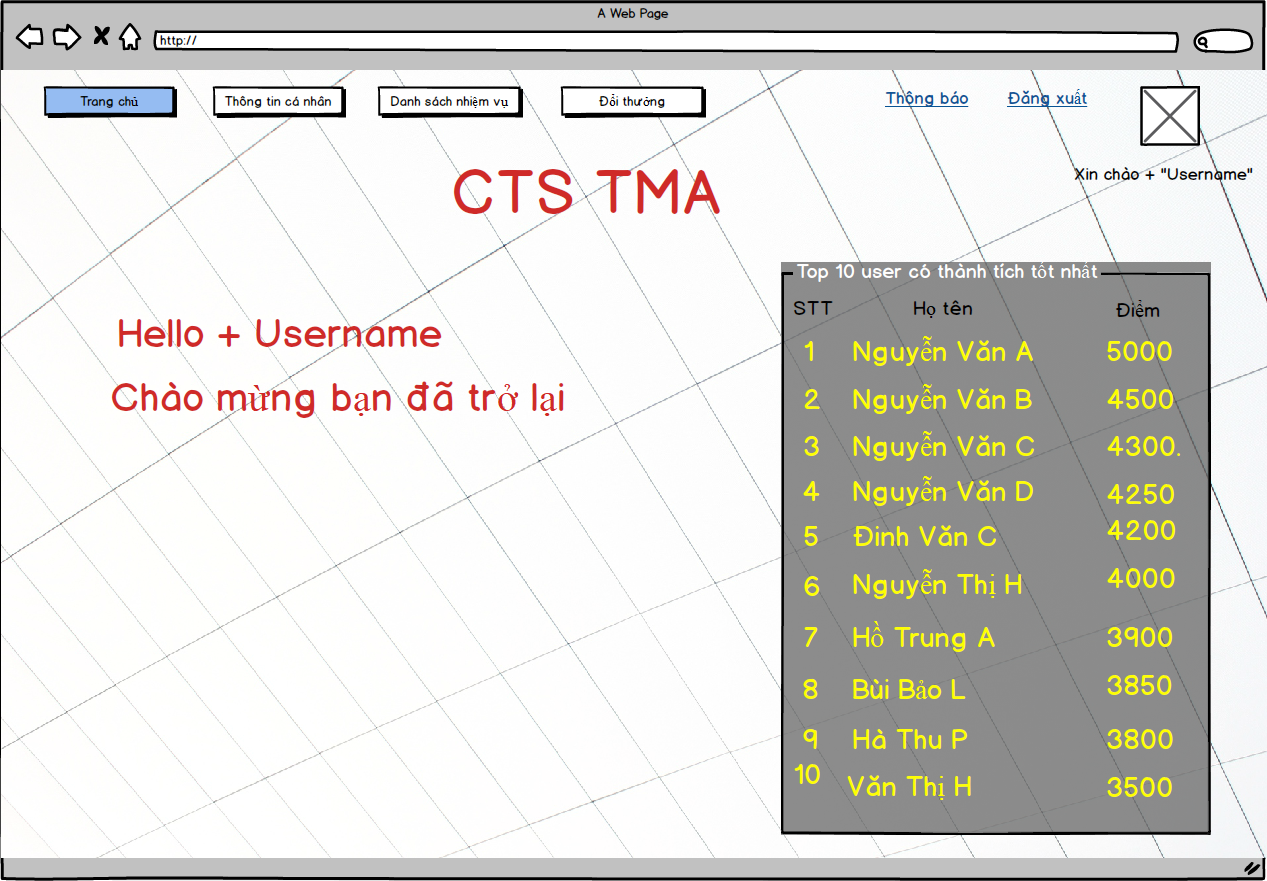 A Web Page
http://
Trang chủ Thông tin cá nhân Danh sách nhiệm vụ Đổi thưởng Thông báo Đăng xuất
Xin chào + "Username"
CTS TMA
Hello + Username
Chào mừng bạn đã trở lại
Top 10 user có thành tích tốt nhất
STT Họ tên Điểm
1 Nguyễn Văn A 5000
2 Nguyễn Văn B 4500
3 Nguyễn Văn C 4300.
4 Nguyễn Văn D 4250
5 Đinh Văn C 4200
6 Nguyễn Thị H 4000
7 Hồ Trung A 3900
8 Bùi Bảo L 3850
9 Hà Thu P 3800
10 Văn Thị H 3500